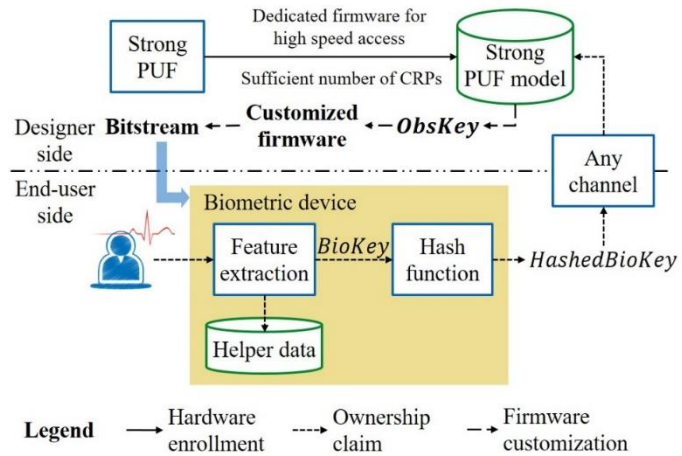 Strong
PUF
Dedicated firmware for
high speed access
Sufficient number of CRPs
Strong
PUF model
Designer
side
Bitstream
Customized
firmware
ObsKey
Any
channel
End-user
side
Biometric device
Feature
extraction
BioKey
Hash
function
HashedBioKey
Helper data
Legend
Hardware
enrollment
Ownership
claim
Firmware
customization